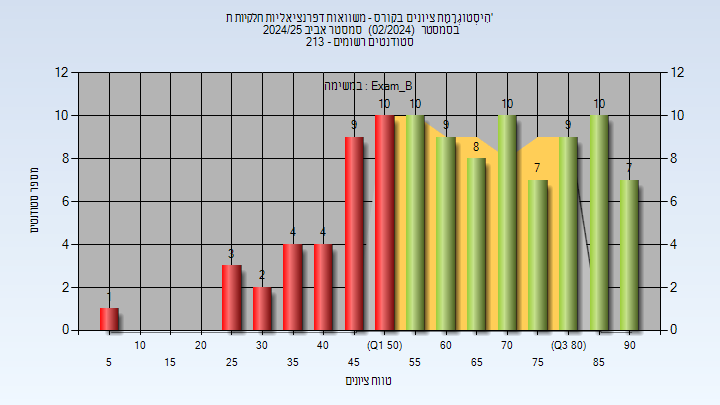 הִיסְטוֹגְרָמַת ציונים בקורס - משוואות דפרנציאליות חלקיות ת'
בסמסטר (02/2024) סמסטר אביב 2024/25
סטודנטים רשומים - 213
במשימה : Exam_B
מספר סטודנטים
12 12
10 10
8 8
6 6
4 4
2 2
0 0
1 3 2 4 4 9 10 10 9 8 10 7 9 10 7
10 20 30 40 (Q1 50) 60 70 (Q3 80) 90
5 15 25 35 45 55 65 75 85
טווח ציונים